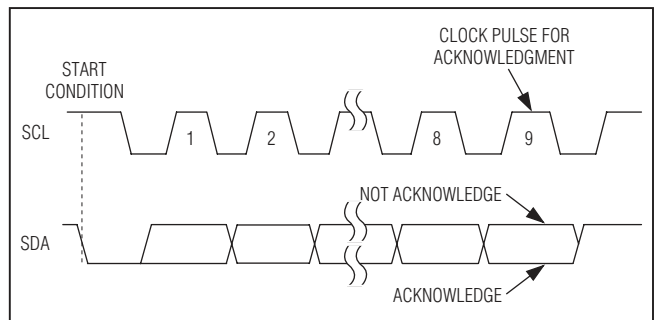 CLOCK PULSE FOR
ACKNOWLEDGMENT
START
CONDITION
SCL
1
2
8
9
NOT ACKNOWLEDGE
SDA
ACKNOWLEDGE